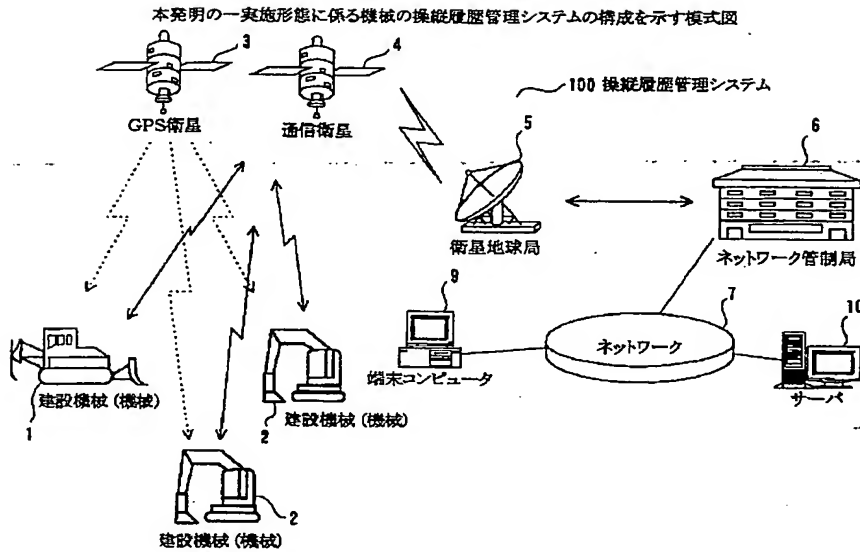 本発明の一実施形態に係る機械の操縦履歴管理システムの構成を示す模式図
3
4
GPS衛星
通信衛星
100 操縦履歴管理システム
5
6
衛星地球局
ネットワーク管制局
9
7
10
ネットワーク
端末コンピュータ
サーバ
1
建設機械(機械)
2
建設機械(機械)
2
建設機械(機械)